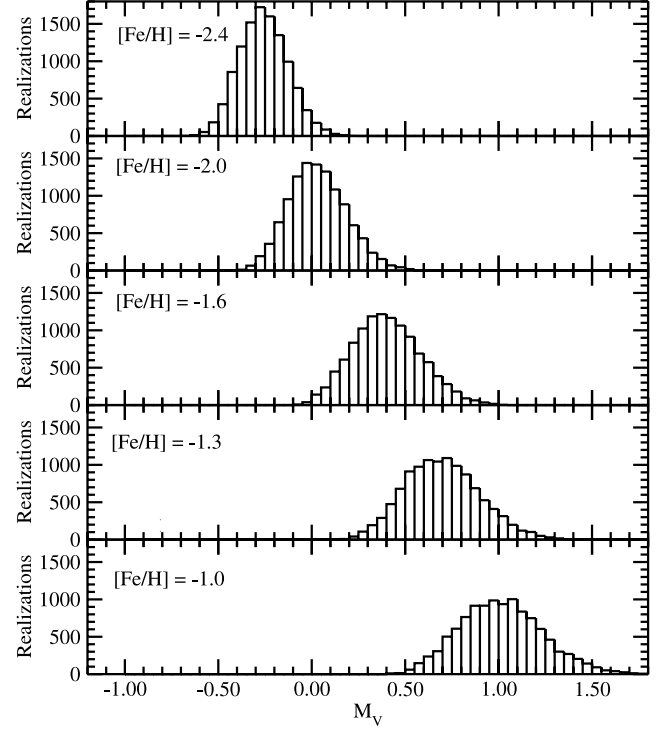 1500
1000
500
0
Realizations
[Fe/H] = -2.4
1500
1000
500
0
Realizations
[Fe/H] = -2.0
1500
1000
500
0
Realizations
[Fe/H] = -1.6
1500
1000
500
0
Realizations
[Fe/H] = -1.3
1500
1000
500
0
Realizations
[Fe/H] = -1.0
-1.00 -0.50 0.00 0.50 1.00 1.50
M_V